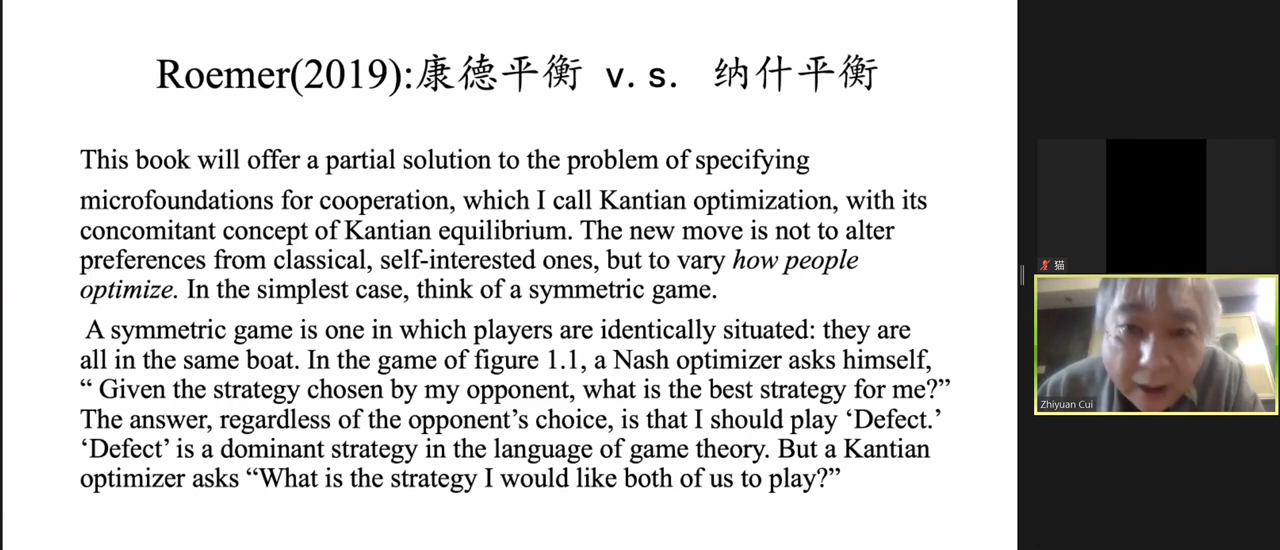 Roemer(2019):康德平衡 v. s. 纳什平衡
This book will offer a partial solution to the problem of specifying
microfoundations for cooperation, which I call Kantian optimization, with its
concomitant concept of Kantian equilibrium. The new move is not to alter
preferences from classical, self-interested ones, but to vary how people
optimize. In the simplest case, think of a symmetric game.
A symmetric game is one in which players are identically situated: they are
all in the same boat. In the game of figure 1.1, a Nash optimizer asks himself,
“ Given the strategy chosen by my opponent, what is the best strategy for me?”
The answer, regardless of the opponent’s choice, is that I should play ‘Defect.’
‘Defect’ is a dominant strategy in the language of game theory. But a Kantian
optimizer asks “What is the strategy I would like both of us to play?”
猫
Zhiyuan Cui